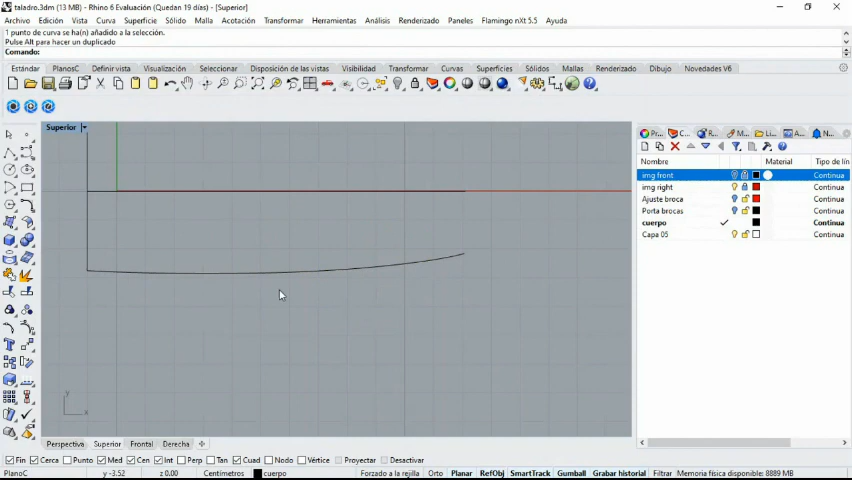 taladro.3dm (13 MB) - Rhino 6 Evaluación (Quedan 19 días) - [Superior]
Archivo Edición Vista Curva Superficie Sólido Malla Acotación Transformar Herramientas Análisis Renderizado Paneles Flamingo nXt 5.5 Ayuda
1 punto de curva se ha(n) añadido a la selección.
Pulse Alt para hacer un duplicado
Comando:
Estándar PlanosC Definir vista Visualización Seleccionar Disposición de las vistas Visibilidad Transformar Curvas Superficies Sólidos Mallas Renderizado Dibujo Novedades V6
Superior
Pr... C... R... M... Li... A... N...
Nombre Material Tipo de lín
img front Continua
img right Continua
Ajuste broca Continua
Porta brocas Continua
cuerpo Continua
Capa 05 Continua
y
x
Perspectiva Superior Frontal Derecha
Fin Cerca Punto Med Cen Int Perp Tan Cuad Nodo Vértice Proyectar Desactivar
PlanoC y -3.52 z 0.00 Centímetros cuerpo Forzado a la rejilla Orto Planar RefObj SmartTrack Gumball Grabar historial Filtrar Memoria física disponible: 8889 MB